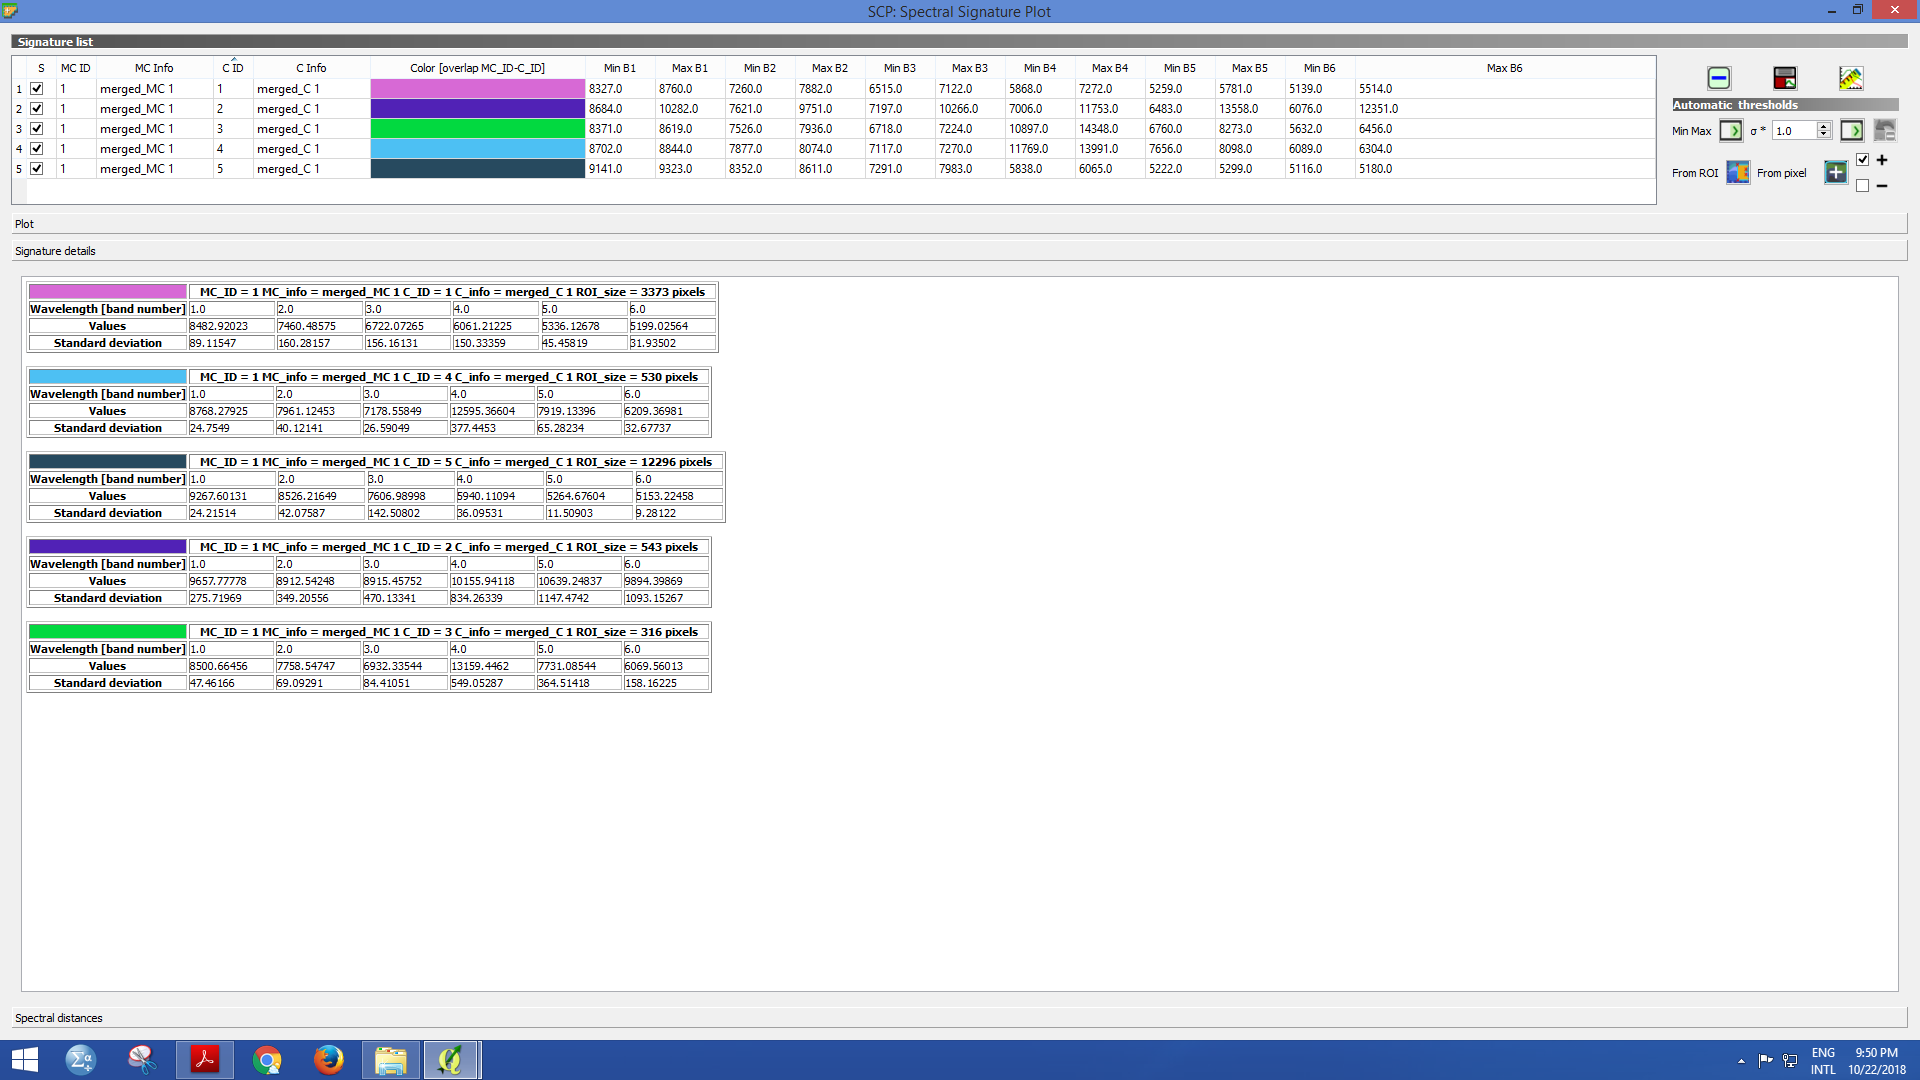 SCP: Spectral Signature Plot
Signature list
S MC ID MC Info C ID C Info Color [overlap MC_ID-C_ID] Min B1 Max B1 Min B2 Max B2 Min B3 Max B3 Min B4 Max B4 Min B5 Max B5 Min B6 Max B6
1 1 merged_MC 1 1 merged_C 1 8327.0 8760.0 7260.0 7882.0 6515.0 7122.0 5868.0 7272.0 5259.0 5781.0 5139.0 5514.0
2 1 merged_MC 1 2 merged_C 1 8684.0 10282.0 7621.0 9751.0 7197.0 10266.0 7006.0 11753.0 6483.0 13558.0 6076.0 12351.0
3 1 merged_MC 1 3 merged_C 1 8371.0 8619.0 7526.0 7936.0 6718.0 7224.0 10897.0 14348.0 6760.0 8273.0 5632.0 6456.0
4 1 merged_MC 1 4 merged_C 1 8702.0 8844.0 7877.0 8074.0 7117.0 7270.0 11769.0 13991.0 7656.0 8098.0 6089.0 6304.0
5 1 merged_MC 1 5 merged_C 1 9141.0 9323.0 8352.0 8611.0 7291.0 7983.0 5838.0 6065.0 5222.0 5299.0 5116.0 5180.0
Automatic thresholds
Min Max σ * 1.0
From ROI From pixel
Plot
Signature details
MC_ID = 1 MC_info = merged_MC 1 C_ID = 1 C_info = merged_C 1 ROI_size = 3373 pixels
Wavelength [band number] 1.0 2.0 3.0 4.0 5.0 6.0
Values 8482.92023 7460.48575 6722.07265 6061.21225 5336.12678 5199.02564
Standard deviation 89.11547 160.28157 156.16131 150.33359 45.45819 31.93502
MC_ID = 1 MC_info = merged_MC 1 C_ID = 4 C_info = merged_C 1 ROI_size = 530 pixels
Wavelength [band number] 1.0 2.0 3.0 4.0 5.0 6.0
Values 8768.27925 7961.12453 7178.55849 12595.36604 7919.13396 6209.36981
Standard deviation 24.7549 40.12141 26.59049 377.4453 65.28234 32.67737
MC_ID = 1 MC_info = merged_MC 1 C_ID = 5 C_info = merged_C 1 ROI_size = 12296 pixels
Wavelength [band number] 1.0 2.0 3.0 4.0 5.0 6.0
Values 9267.60131 8526.21649 7606.98998 5940.11094 5264.67604 5153.22458
Standard deviation 24.21514 42.07587 142.50802 36.09531 11.50903 9.28122
MC_ID = 1 MC_info = merged_MC 1 C_ID = 2 C_info = merged_C 1 ROI_size = 543 pixels
Wavelength [band number] 1.0 2.0 3.0 4.0 5.0 6.0
Values 9657.77778 8912.54248 8915.45752 10155.94118 10639.24837 9894.39869
Standard deviation 275.71969 349.20556 470.13341 834.26339 1147.4742 1093.15267
MC_ID = 1 MC_info = merged_MC 1 C_ID = 3 C_info = merged_C 1 ROI_size = 316 pixels
Wavelength [band number] 1.0 2.0 3.0 4.0 5.0 6.0
Values 8500.66456 7758.54747 6932.33544 13159.4462 7731.08544 6069.56013
Standard deviation 47.46166 69.09291 84.41051 549.05287 364.51418 158.16225
Spectral distances
ENG 9:50 PM
INTL 10/22/2018